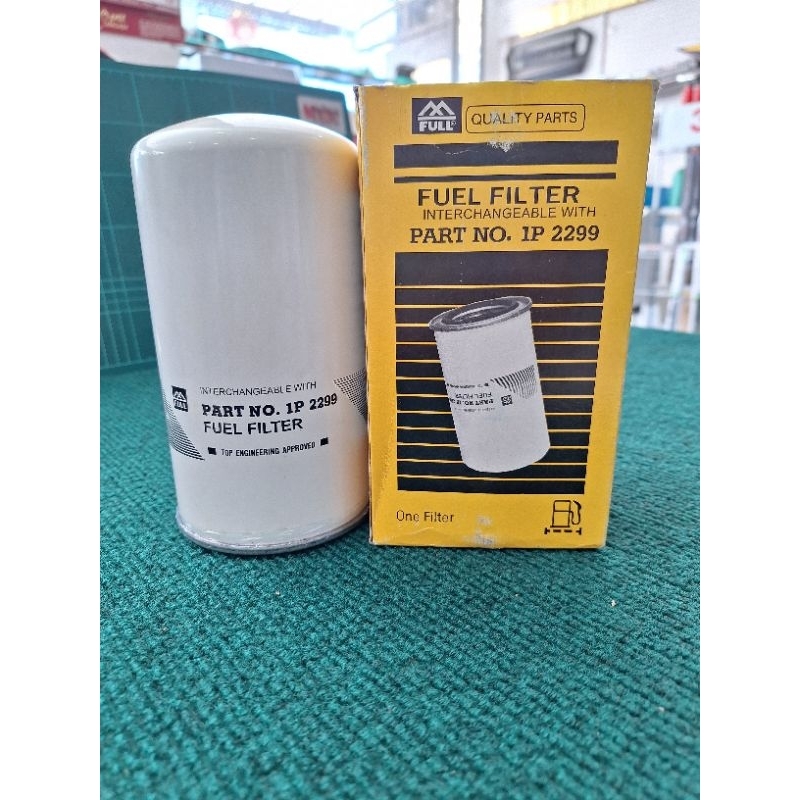 FULL
QUALITY PARTS
FUEL FILTER
INTERCHANGEABLE WITH
PART NO. 1P 2299
One Filter
FULL
INTERCHANGEABLE WITH
PART NO. 1P 2299
FUEL FILTER
TOP ENGINEERING APPROVED